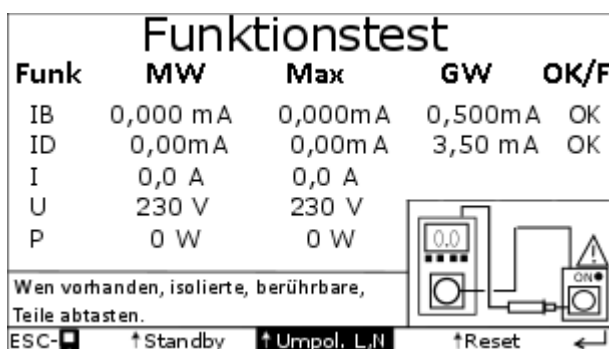 Funktionstest
Funk MW Max GW OK/F
IB 0,000 mA 0,000mA 0,500mA OK
ID 0,00mA 0,00mA 3,50 mA OK
I 0,0 A 0,0 A
U 230 V 230 V
P 0 W 0 W
0.0
ON
Wen vorhanden, isolierte, berührbare,
Teile abtasten.
ESC- ↑Standby ↑Umpol. L,N ↑Reset